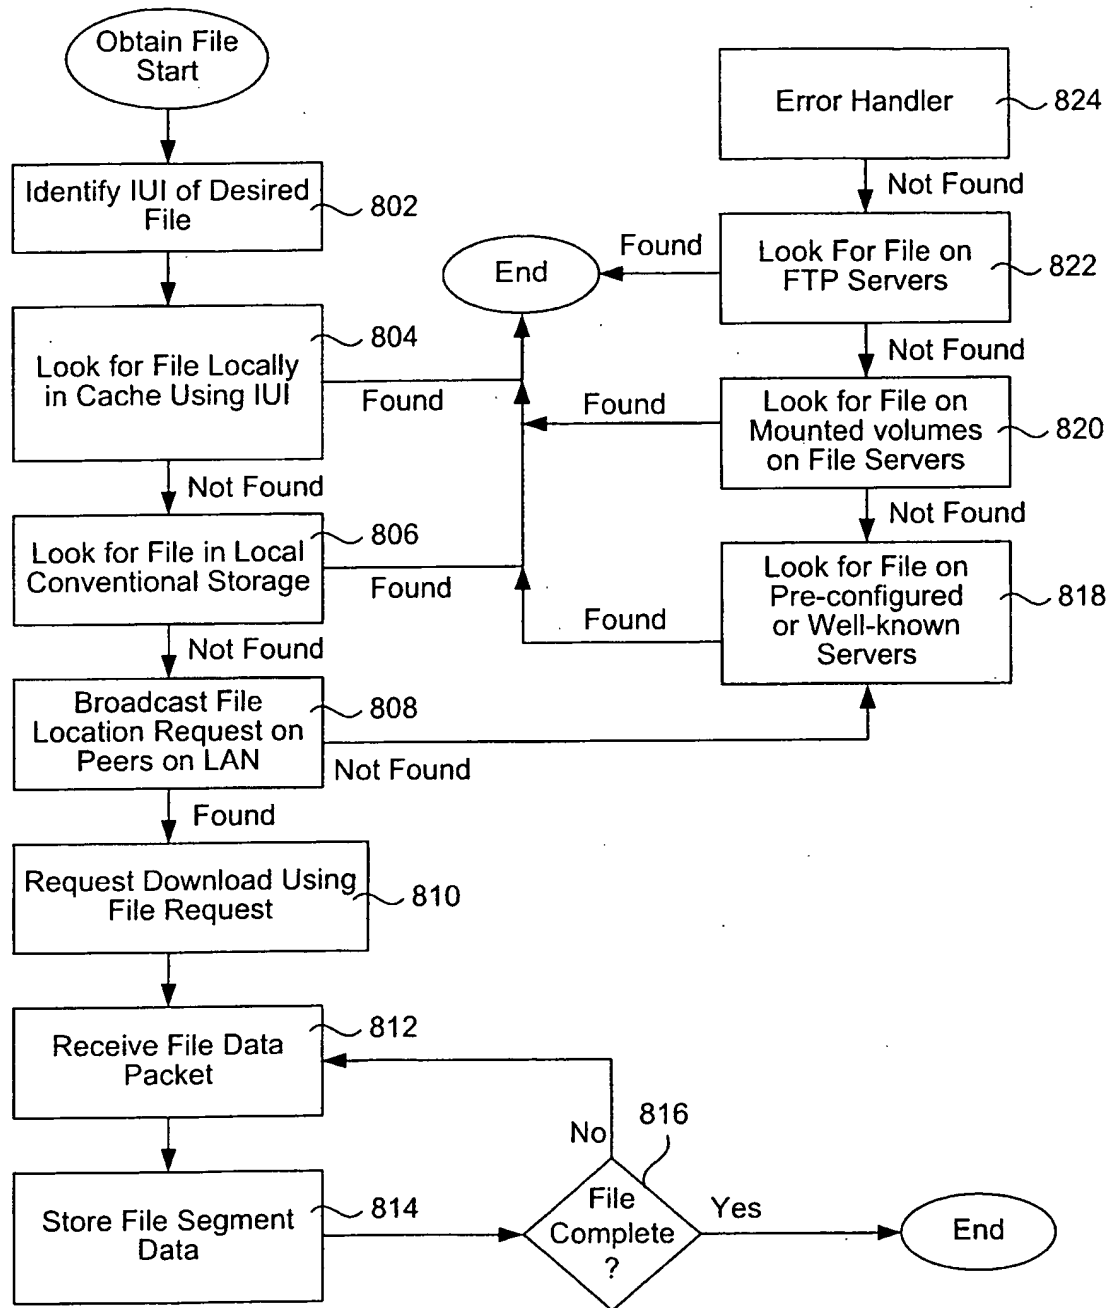 Obtain File
Start
Identify IUI of Desired
File
802
804
Look for File Locally
in Cache Using IUI
Found
Not Found
806
Look for File in Local
Conventional Storage
Found
Not Found
Broadcast File
Location Request on
Peers on LAN
808
Not Found
Found
Request Download Using
File Request
810
812
Receive File Data
Packet
814
Store File Segment
Data
816
No
File
Complete
?
Yes
End
Error Handler
824
Not Found
Look For File on
FTP Servers
822
Found
End
Not Found
Look for File on
Mounted volumes
on File Servers
820
Found
Not Found
Look for File on
Pre-configured
or Well-known
Servers
818
Found